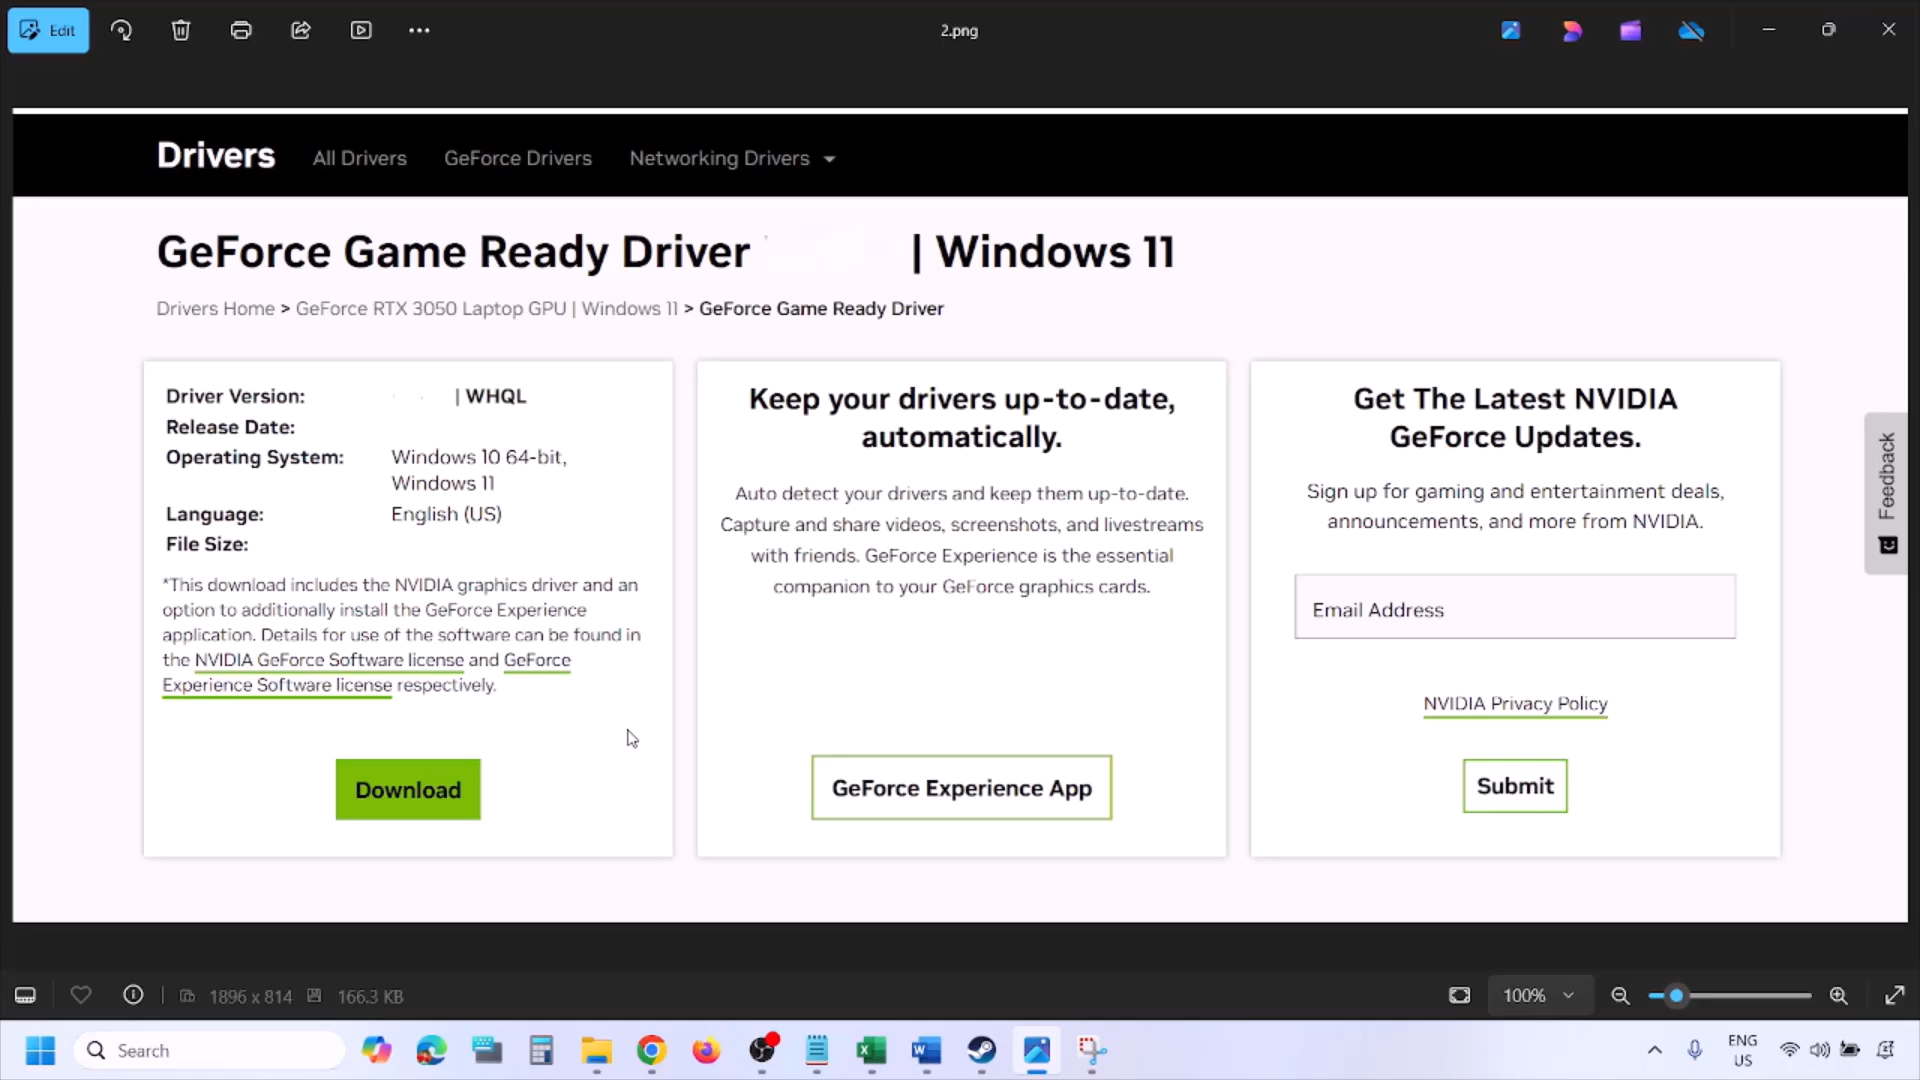 Edit
2.png
Drivers
All Drivers
GeForce Drivers
Networking Drivers
GeForce Game Ready Driver | Windows 11
Drivers Home > GeForce RTX 3050 Laptop GPU | Windows 11 > GeForce Game Ready Driver
Driver Version: | WHQL
Release Date:
Operating System: Windows 10 64-bit,
Windows 11
Language: English (US)
File Size:
*This download includes the NVIDIA graphics driver and an
option to additionally install the GeForce Experience
application. Details for use of the software can be found in
the NVIDIA GeForce Software license and GeForce
Experience Software license respectively.
Download
Keep your drivers up-to-date,
automatically.
Auto detect your drivers and keep them up-to-date.
Capture and share videos, screenshots, and livestreams
with friends. GeForce Experience is the essential
companion to your GeForce graphics cards.
GeForce Experience App
Get The Latest NVIDIA
GeForce Updates.
Sign up for gaming and entertainment deals,
announcements, and more from NVIDIA.
Email Address
NVIDIA Privacy Policy
Submit
Feedback
1896 x 814
166.3 KB
100%
Search
ENG
US